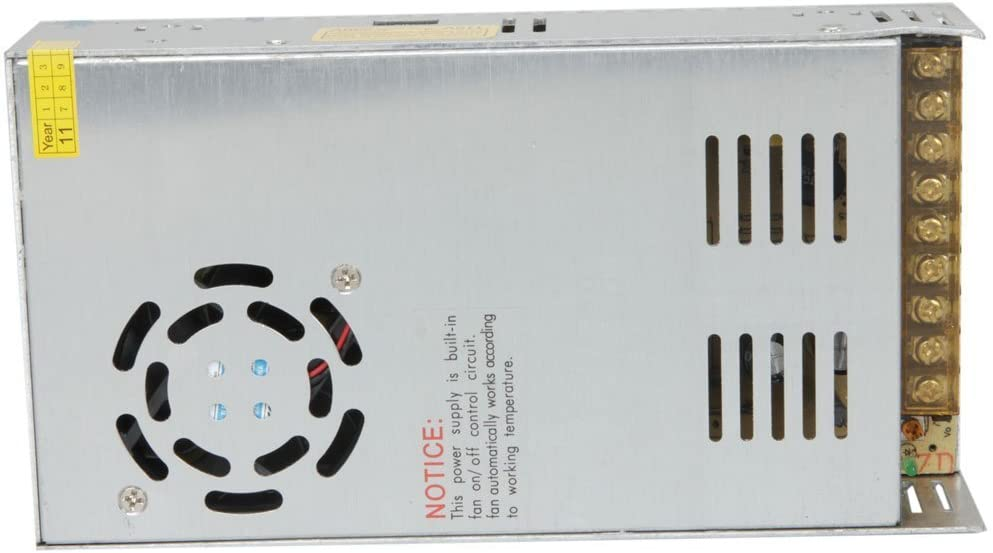 Year 1 2 3
11 7 8 9
NOTICE:
This power supply is built-in
fan on/off control circuit.
fan automatically works according
to working temperature.
Vo